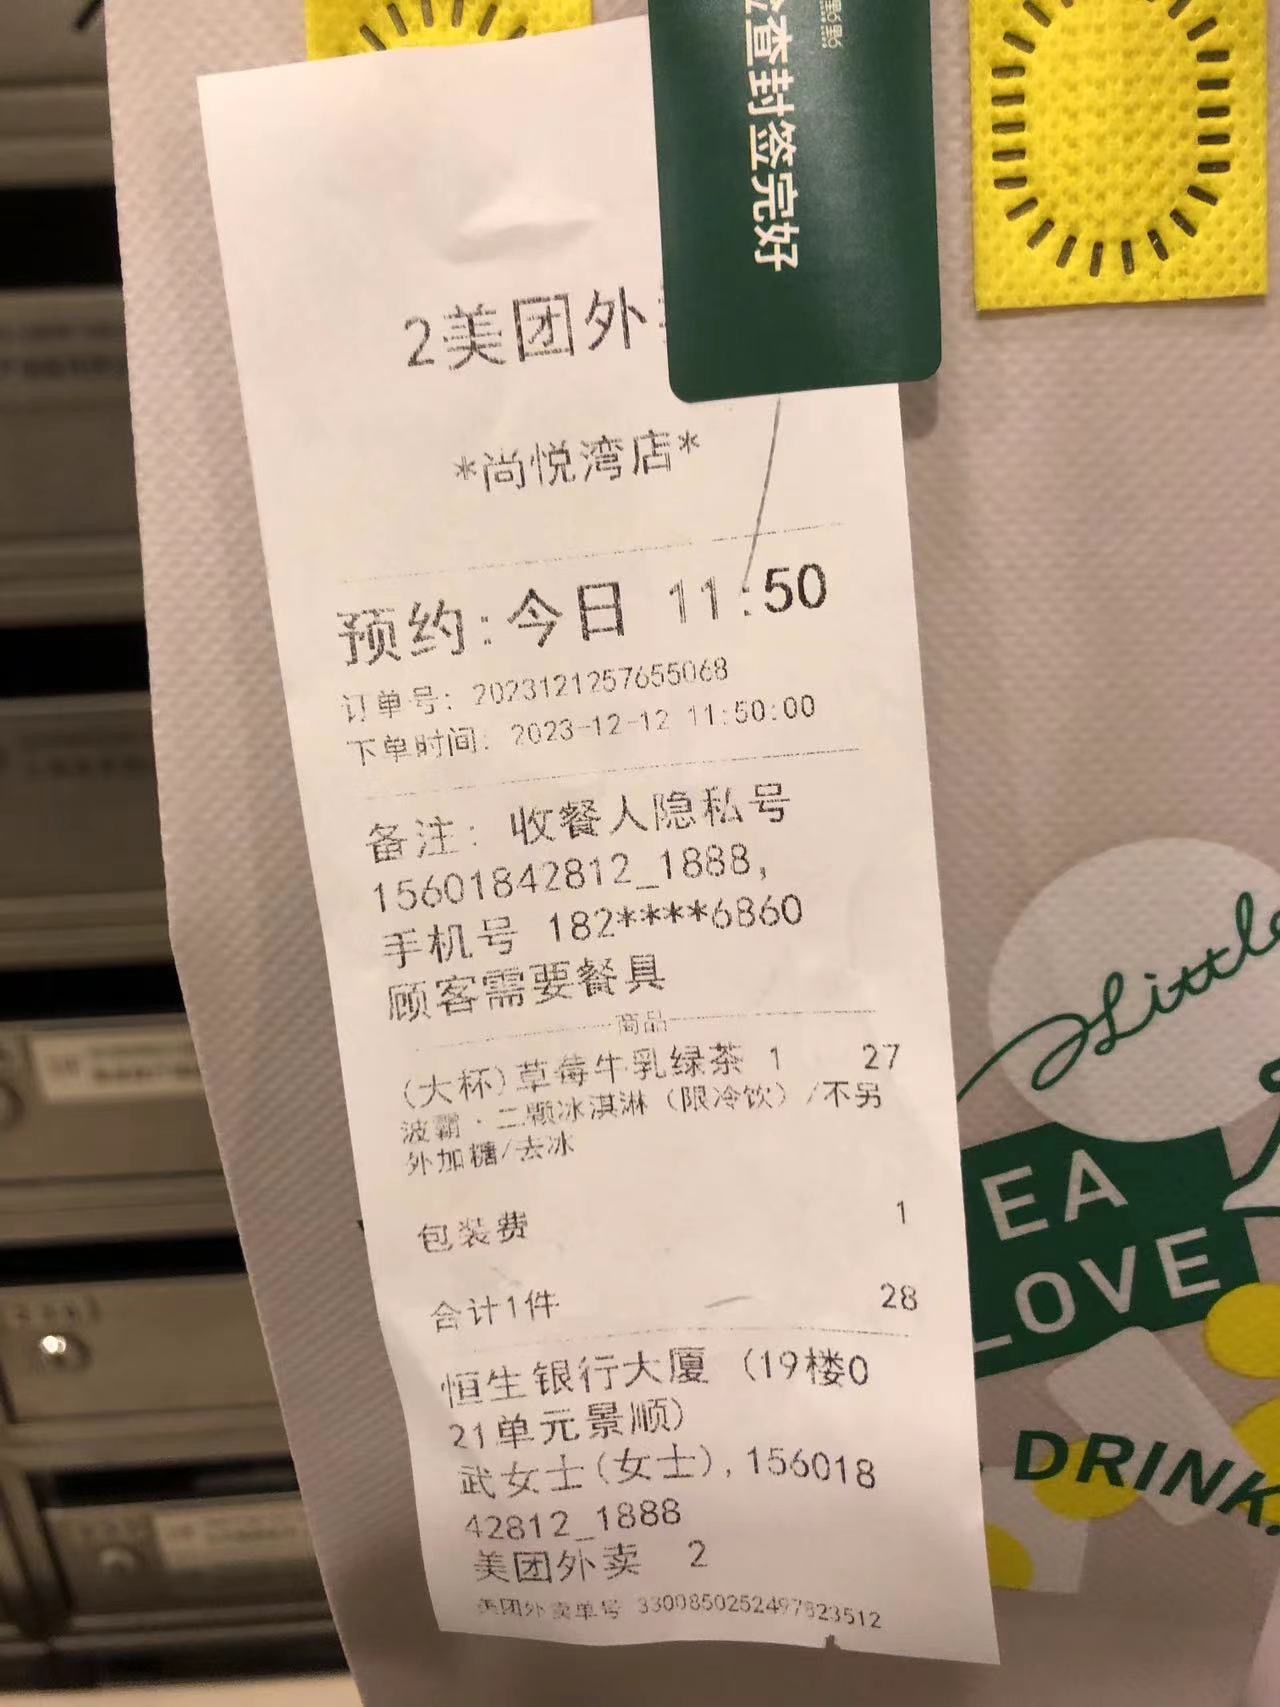 點點
查封签完好
2美团外
*尚悦湾店*
预约:今日 11:50
订单号: 2023121257655068
下单时间: 2023-12-12 11:50:00
备注: 收餐人隐私号
15601842812_1888,
手机号 182****6860
顾客需要餐具
商品
(大杯)草莓牛乳绿茶 1 27
波霸·二颗冰淇淋(限冷饮)/不另
外加糖/去冰
包装费 1
合计1件 28
恒生银行大厦 (19楼0
21单元景顺)
武女士(女士),156018
42812_1888
美团外卖 2
美团外卖单号 3300850252497823512
Little
EA
LOVE
DRINK